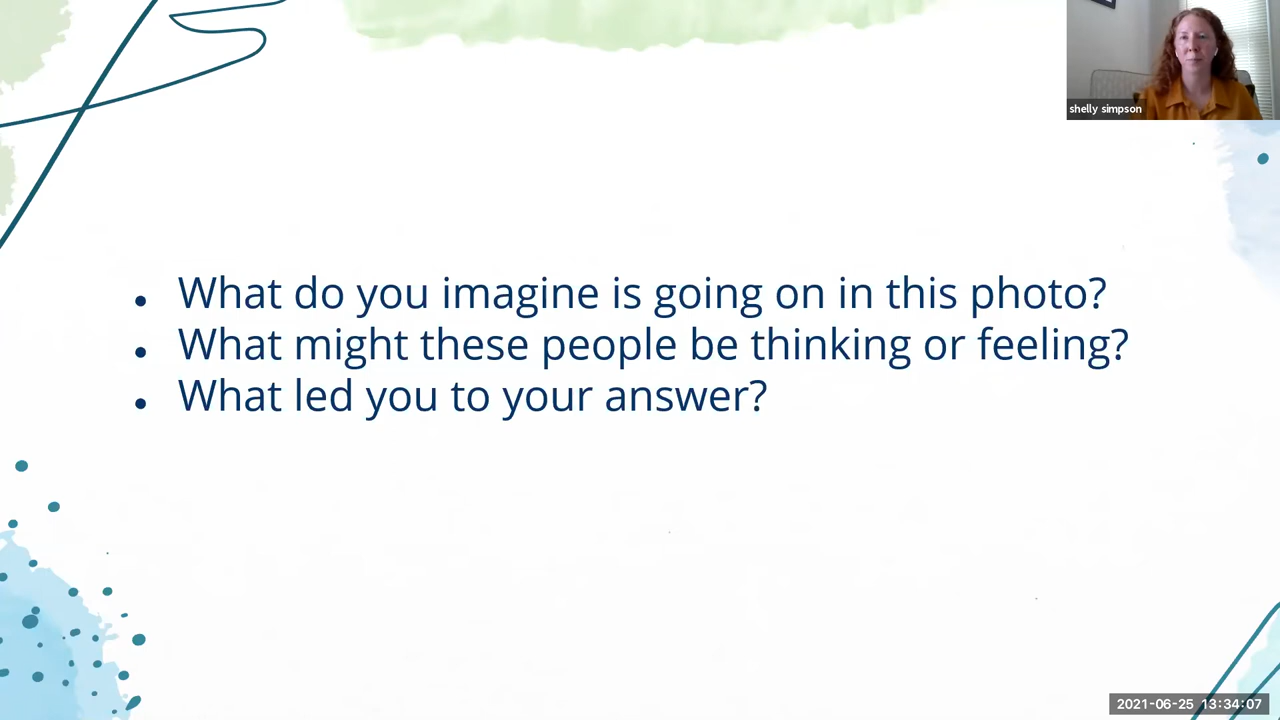 shelly simpson
• What do you imagine is going on in this photo?
• What might these people be thinking or feeling?
• What led you to your answer?
2021-06-25 13:34:07